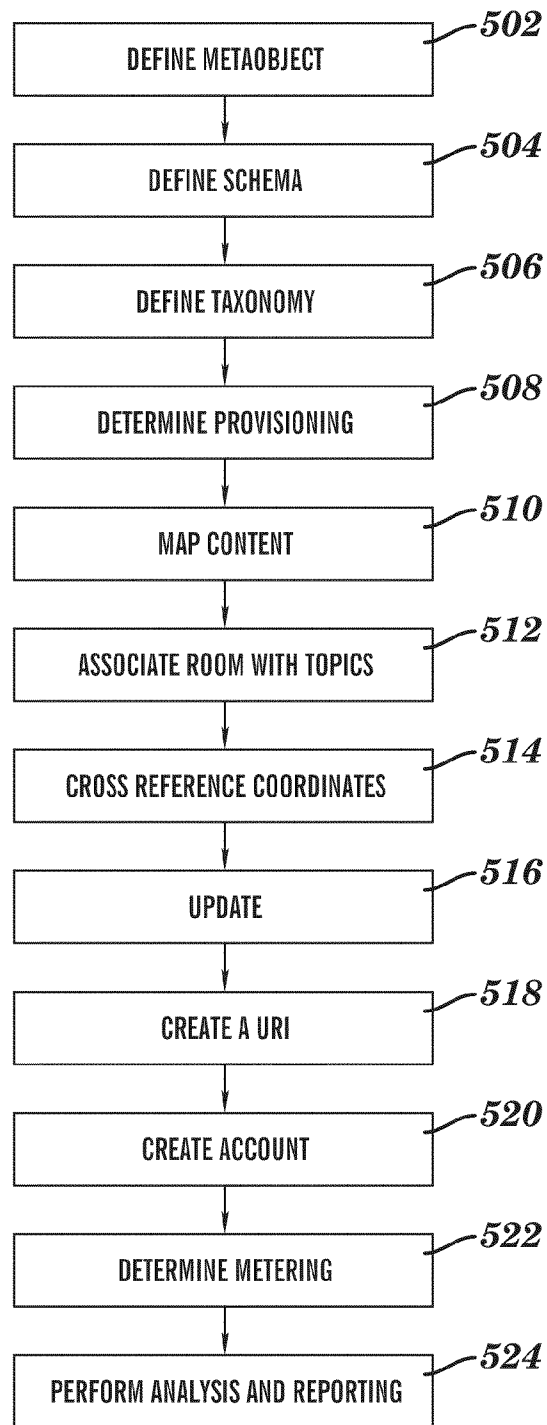 502
DEFINE METAOBJECT
504
DEFINE SCHEMA
506
DEFINE TAXONOMY
508
DETERMINE PROVISIONING
510
MAP CONTENT
512
ASSOCIATE ROOM WITH TOPICS
514
CROSS REFERENCE COORDINATES
516
UPDATE
518
CREATE A URI
520
CREATE ACCOUNT
522
DETERMINE METERING
524
PERFORM ANALYSIS AND REPORTING